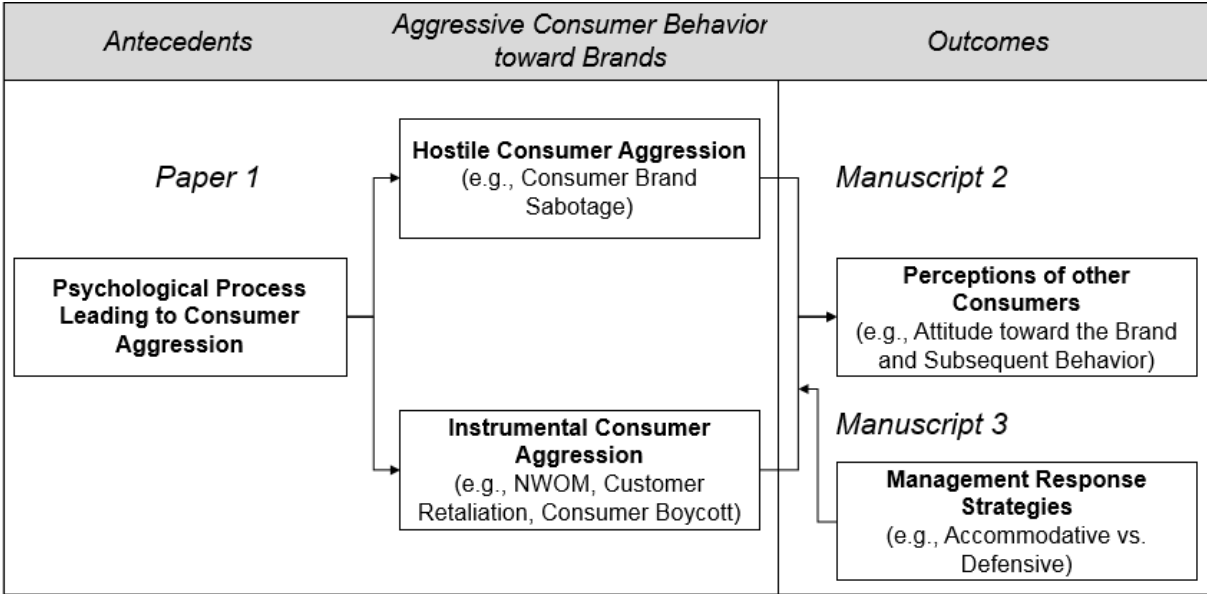 Antecedents
Aggressive Consumer Behavior
toward Brands
Outcomes
Paper 1
Psychological Process
Leading to Consumer
Aggression
Hostile Consumer Aggression
(e.g., Consumer Brand
Sabotage)
Instrumental Consumer
Aggression
(e.g., NWOM, Customer
Retaliation, Consumer Boycott)
Manuscript 2
Perceptions of other
Consumers
(e.g., Attitude toward the Brand
and Subsequent Behavior)
Manuscript 3
Management Response
Strategies
(e.g., Accommodative vs.
Defensive)